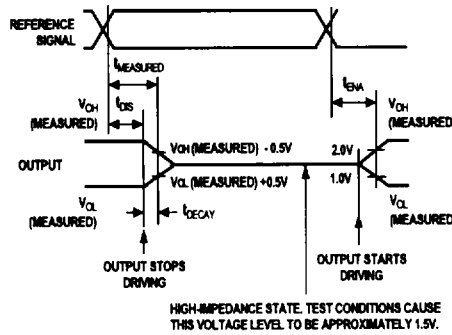 REFERENCE
SIGNAL
tMEASURED
tENA
VOH
(MEASURED)
tDIS
VOH
(MEASURED)
VOH (MEASURED) - 0.5V
2.0V
OUTPUT
VOL (MEASURED) +0.5V
1.0V
VOL
(MEASURED)
tDECAY
VOL
(MEASURED)
OUTPUT STOPS
DRIVING
OUTPUT STARTS
DRIVING
HIGH-IMPEDANCE STATE. TEST CONDITIONS CAUSE
THIS VOLTAGE LEVEL TO BE APPROXIMATELY 1.5V.